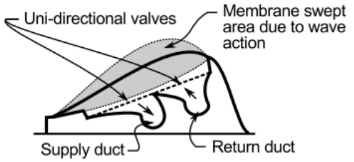 Uni-directional valves
Membrane swept
area due to wave
action
Supply duct
Return duct